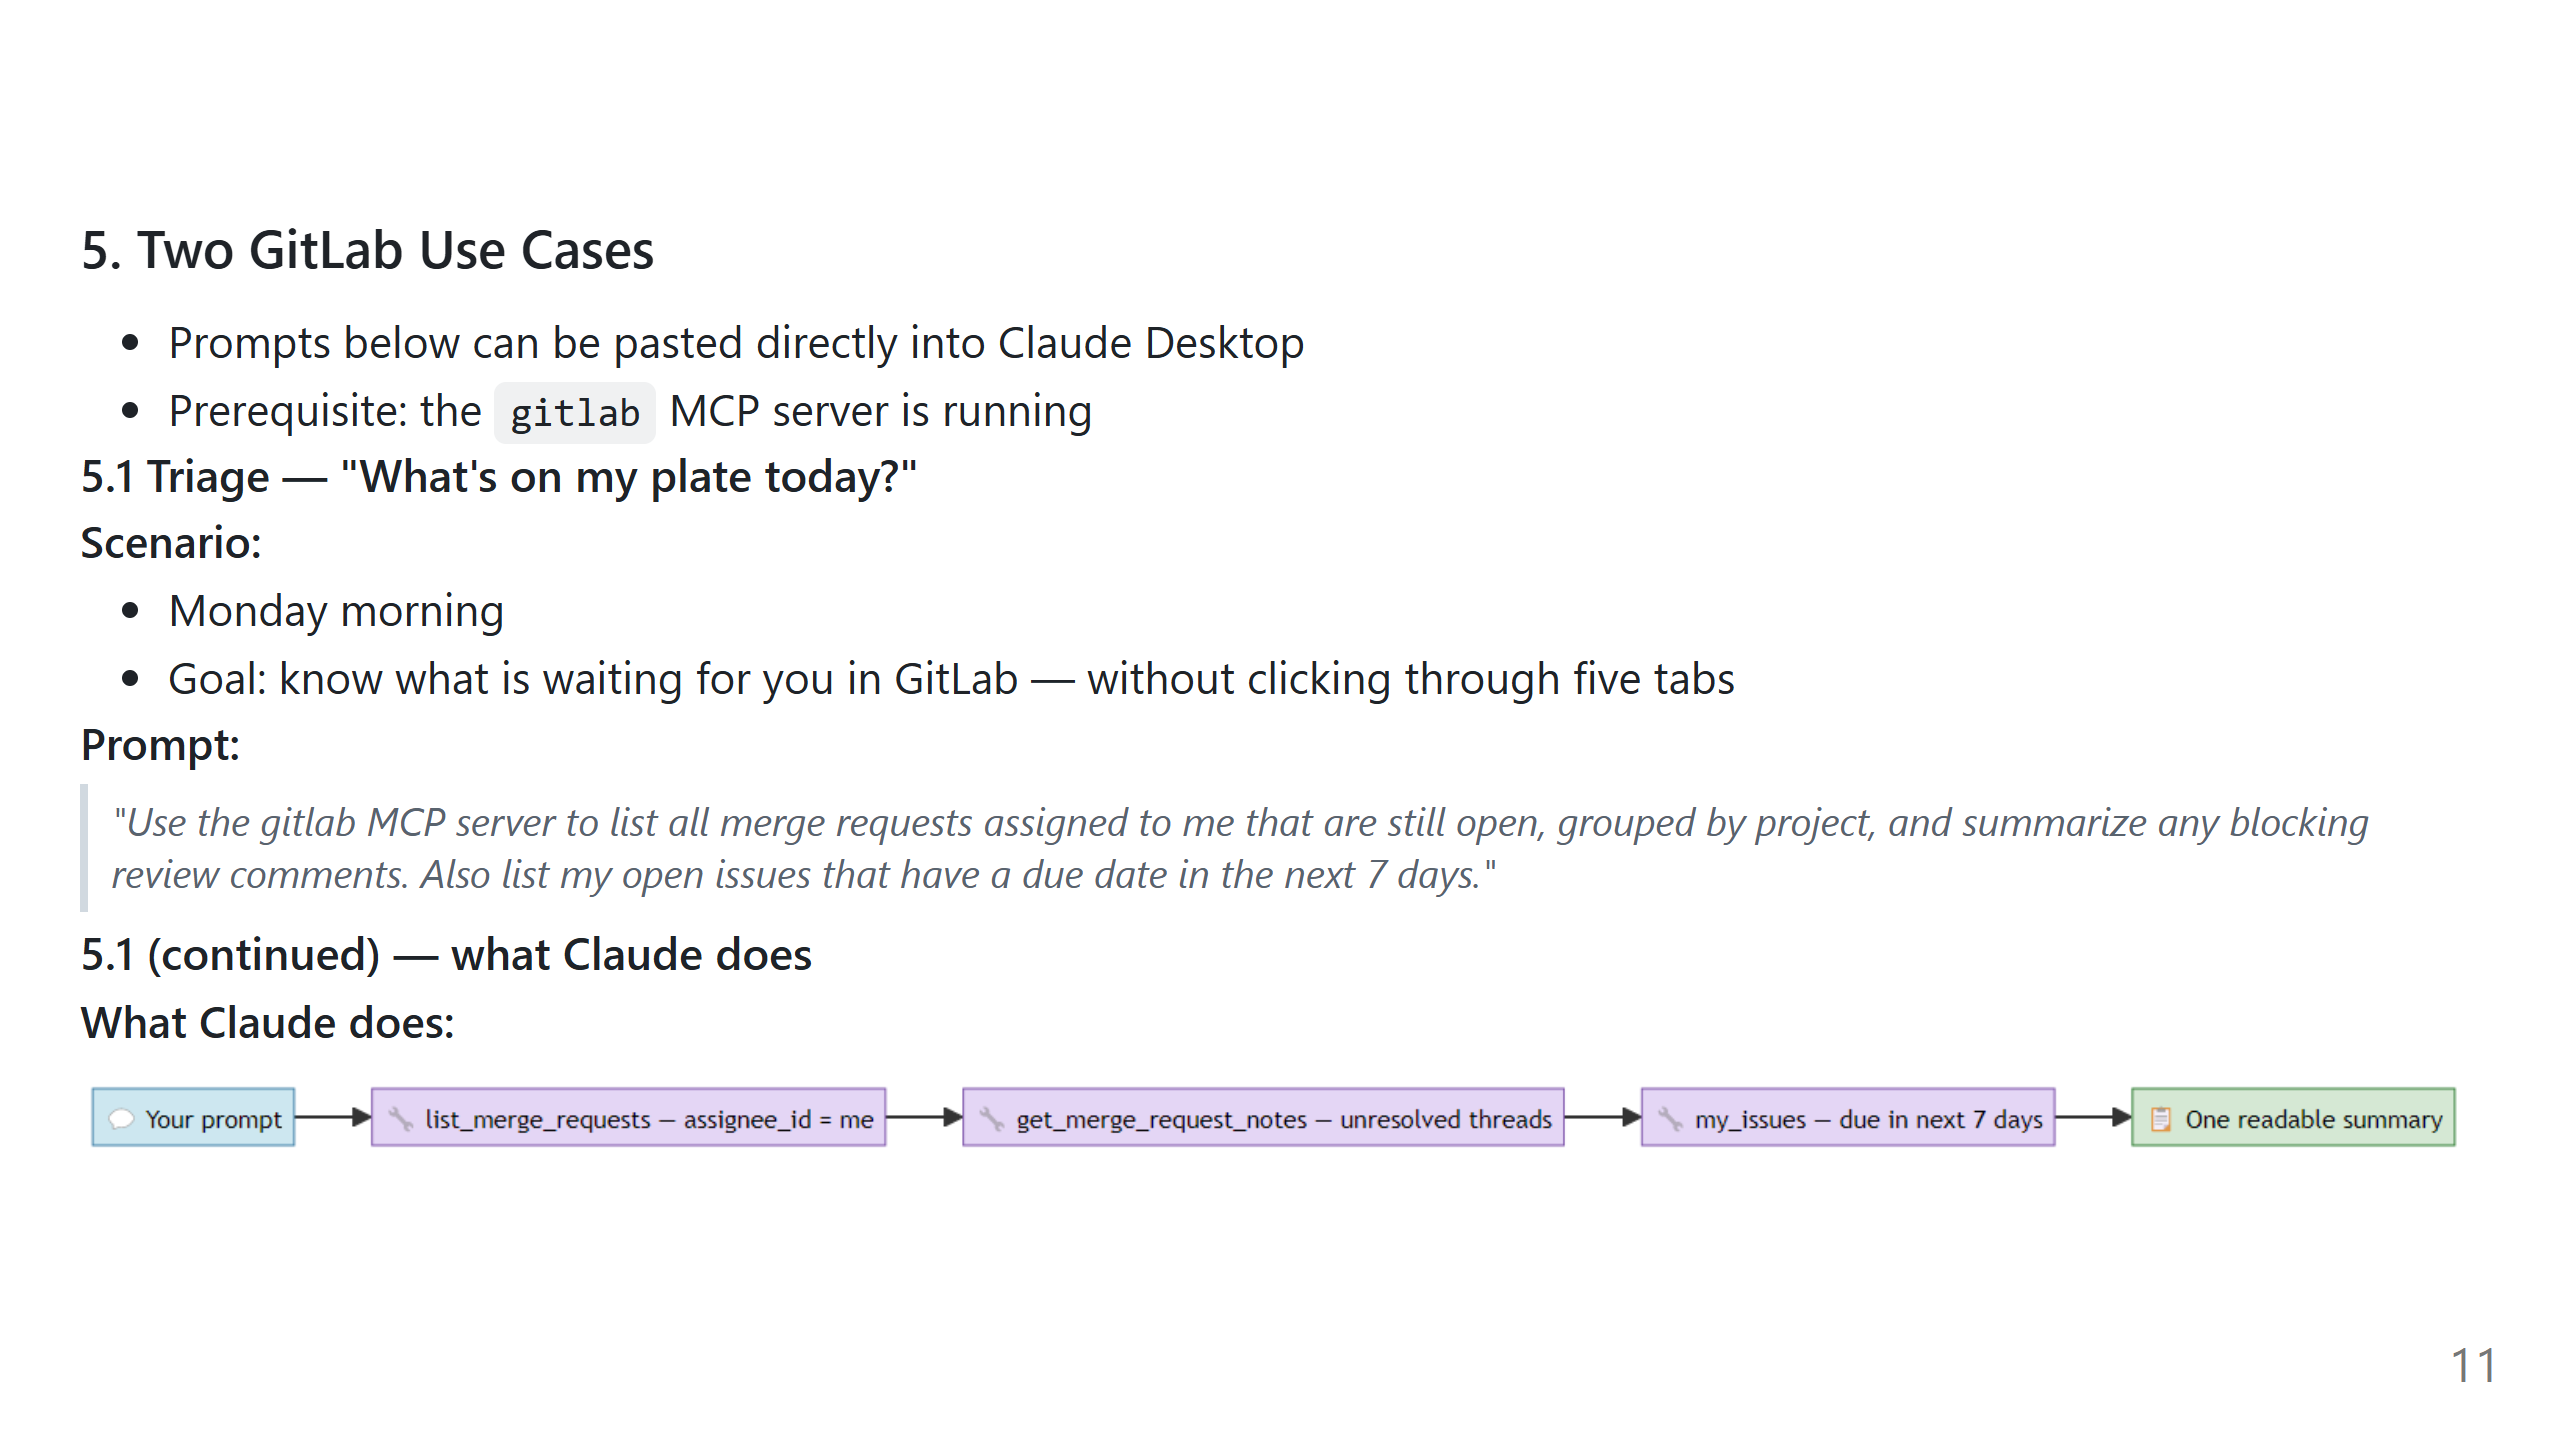 5. Two GitLab Use Cases
• Prompts below can be pasted directly into Claude Desktop
• Prerequisite: the gitlab MCP server is running
5.1 Triage — "What's on my plate today?"
Scenario:
• Monday morning
• Goal: know what is waiting for you in GitLab — without clicking through five tabs
Prompt:
"Use the gitlab MCP server to list all merge requests assigned to me that are still open, grouped by project, and summarize any blocking
review comments. Also list my open issues that have a due date in the next 7 days."
5.1 (continued) — what Claude does
What Claude does:
💬 Your prompt
🔧 list_merge_requests – assignee_id = me
🔧 get_merge_request_notes – unresolved threads
🔧 my_issues – due in next 7 days
📋 One readable summary
11